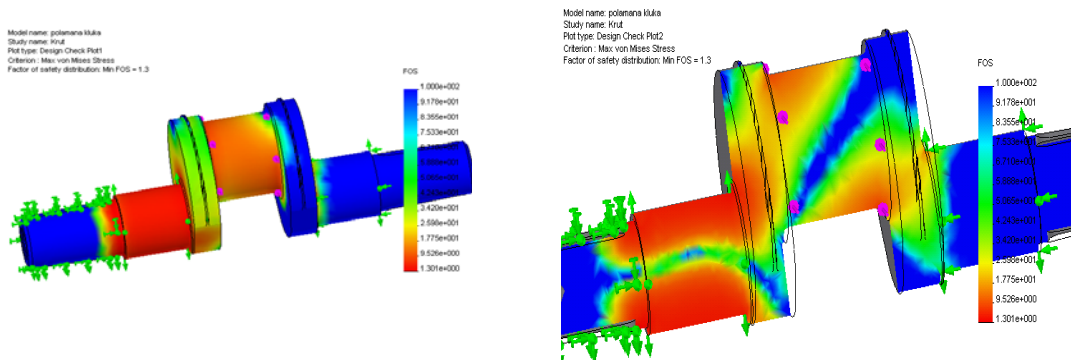 Model name: polamana kluka
Study name: Krut
Plot type: Design Check Plot1
Criterion : Max von Mises Stress
Factor of safety distribution: Min FOS = 1.3
FOS
1.000e+002
9.178e+001
8.355e+001
7.533e+001
3.420e+001
2.598e+001
1.775e+001
9.526e+000
1.301e+000
Model name: polamana kluka
Study name: Krut
Plot type: Design Check Plot2
Criterion : Max von Mises Stress
Factor of safety distribution: Min FOS = 1.3
FOS
1.000e+002
9.178e+001
8.355e+001
6.710e+001
4.243e+001
3.420e+001
1.775e+001
9.526e+000
1.301e+000